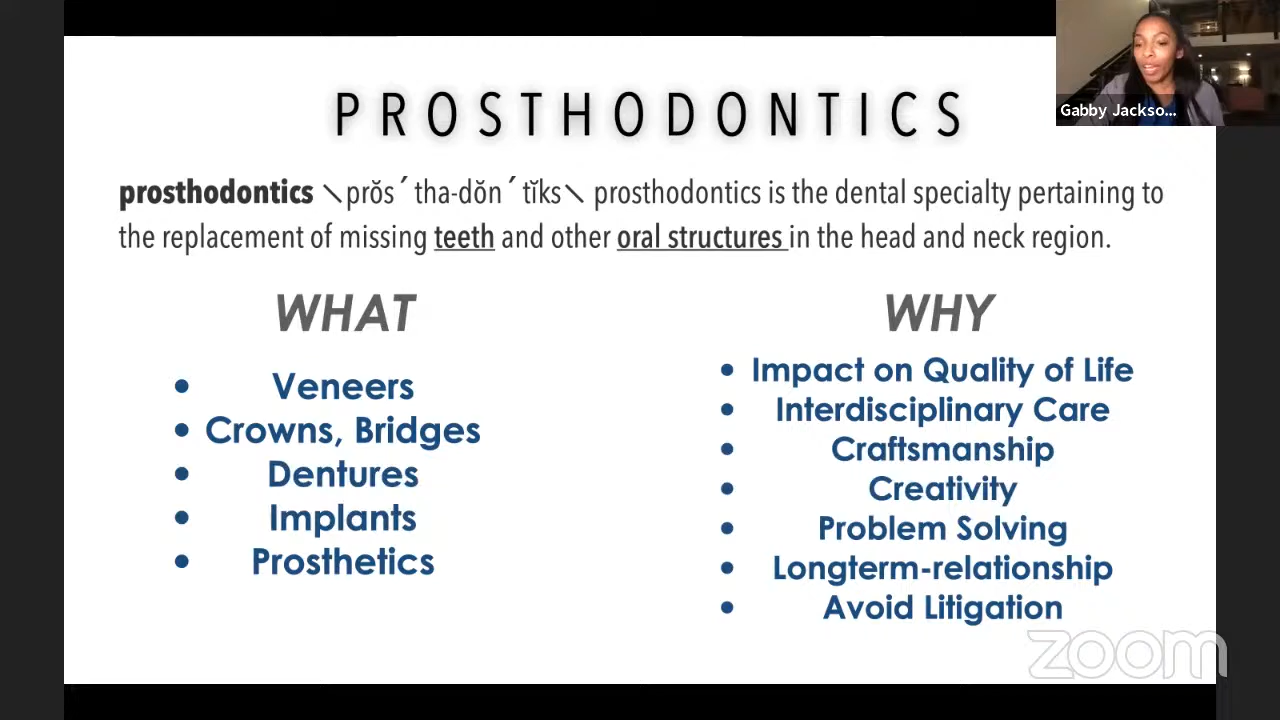 PROSTHODONTICS
Gabby Jackso...
prosthodontics \prŏs´tha-dŏn´tĭks\ prosthodontics is the dental specialty pertaining to
the replacement of missing teeth and other oral structures in the head and neck region.
WHAT
• Veneers
• Crowns, Bridges
• Dentures
• Implants
• Prosthetics
WHY
• Impact on Quality of Life
• Interdisciplinary Care
• Craftsmanship
• Creativity
• Problem Solving
• Longterm-relationship
• Avoid Litigation
zoom